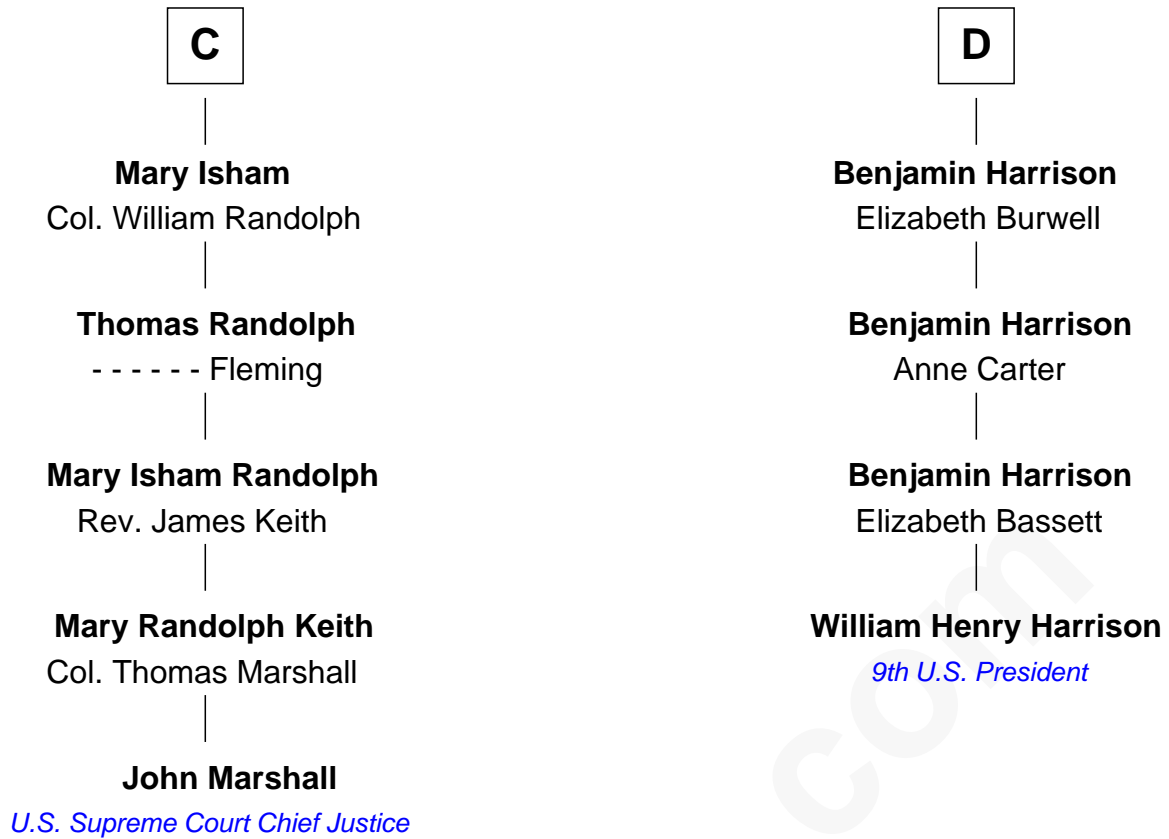 C
Mary Isham
Col. William Randolph
Thomas Randolph
- - - - - - Fleming
Mary Isham Randolph
Rev. James Keith
Mary Randolph Keith
Col. Thomas Marshall
John Marshall
U.S. Supreme Court Chief Justice
D
Benjamin Harrison
Elizabeth Burwell
Benjamin Harrison
Anne Carter
Benjamin Harrison
Elizabeth Bassett
William Henry Harrison
9th U.S. President
com